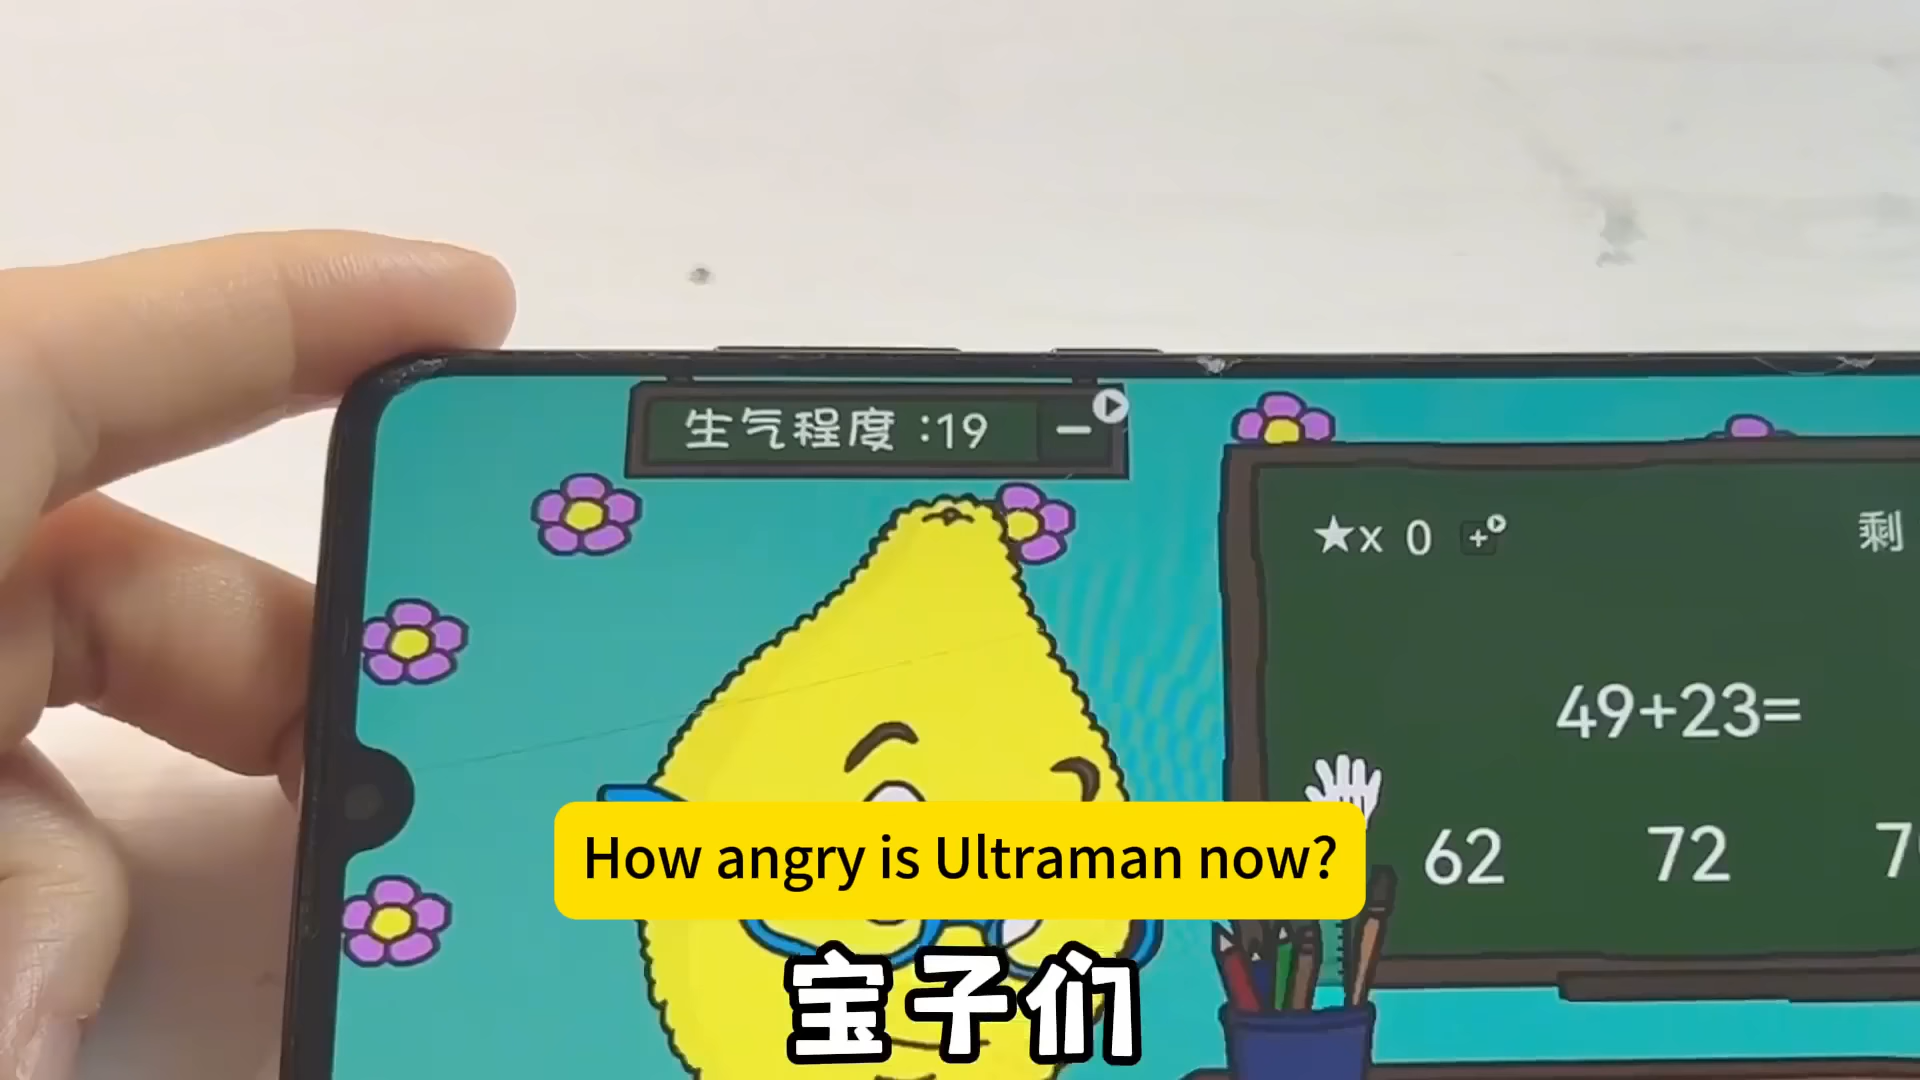 生气程度:19
★x 0
剩
49+23=
62 72
How angry is Ultraman now?
宝子们